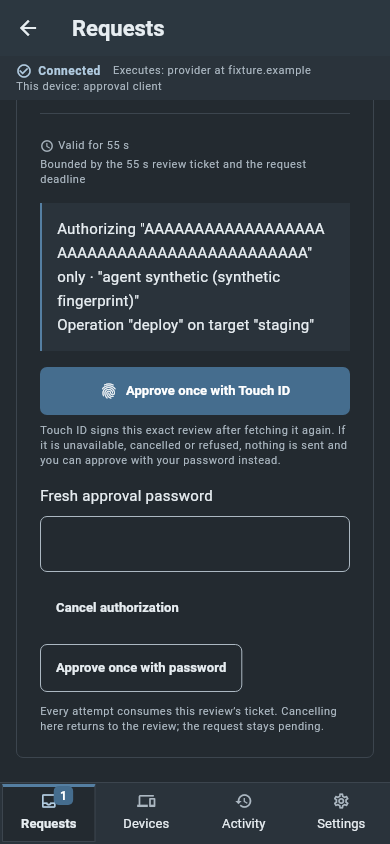 Requests
Connected Executes: provider at fixture.example
This device: approval client
Valid for 55 s
Bounded by the 55 s review ticket and the request
deadline
Authorizing "AAAAAAAAAAAAAAAAAA
AAAAAAAAAAAAAAAAAAAAAAAAA"
only · "agent synthetic (synthetic
fingerprint)"
Operation "deploy" on target "staging"
Approve once with Touch ID
Touch ID signs this exact review after fetching it again. If
it is unavailable, cancelled or refused, nothing is sent and
you can approve with your password instead.
Fresh approval password
Cancel authorization
Approve once with password
Every attempt consumes this review's ticket. Cancelling
here returns to the review; the request stays pending.
1
Requests Devices Activity Settings